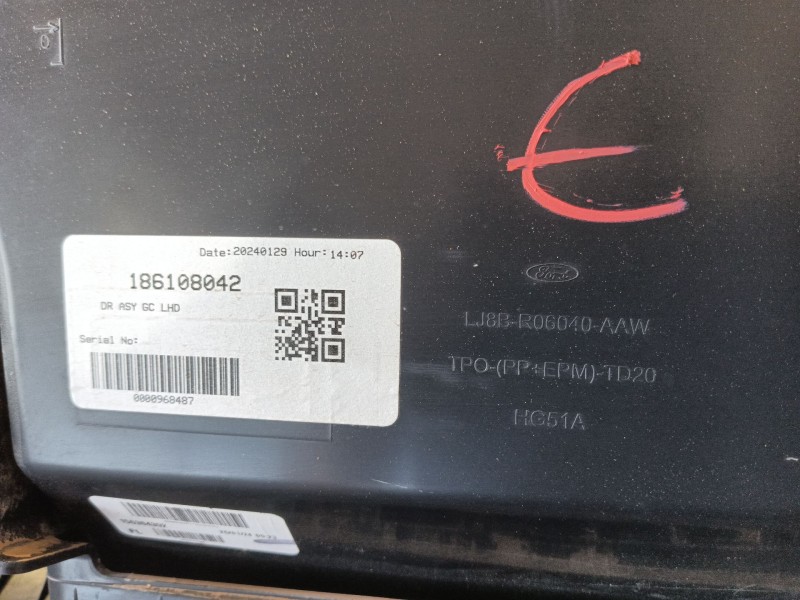 Є
Date:20240129 Hour:14:07
186108042
DR ASY GC LHD
Serial No:
0000968487
Ford
LJ8B-R06040-AAW
TPO-(PP+EPM)-TD20
HG51A